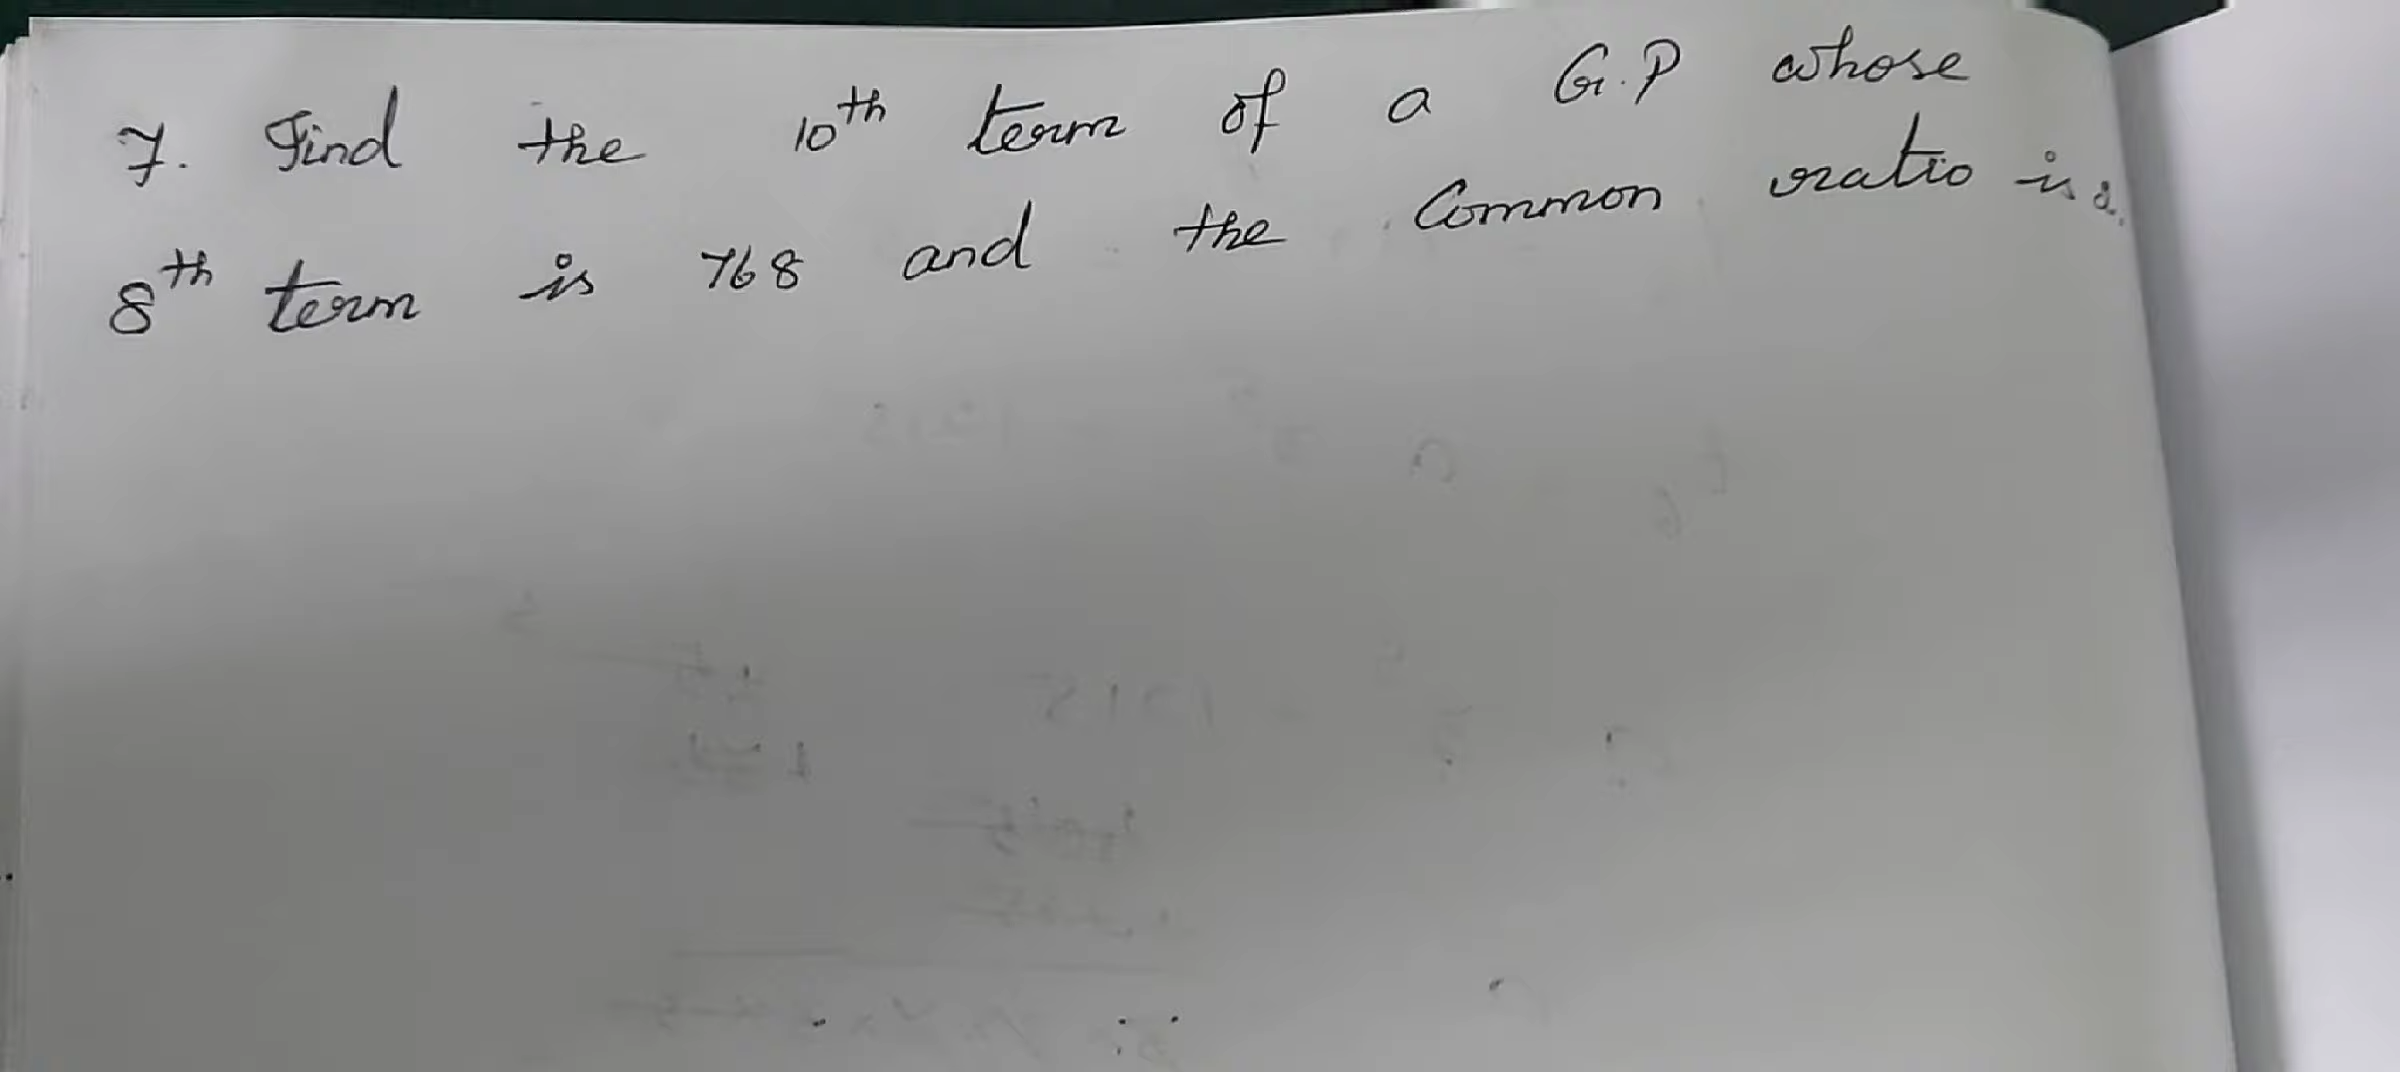 7. Find the 10th term of a G.P whose
8th term is 768 and the Common ratio is 2.